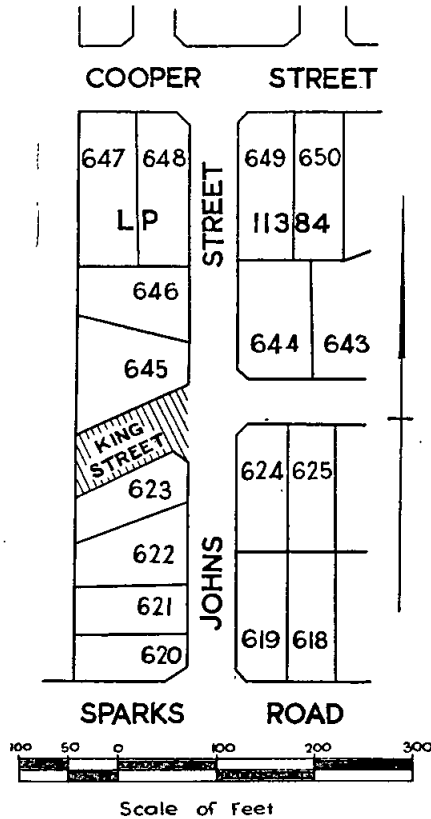 COOPER STREET
647 648 649 650
LP 11384
STREET
646
644 643
645
KING
STREET
624 625
623
622
JOHNS
621
619 618
620
SPARKS ROAD
100 50 0 100 200 300
Scale of Feet